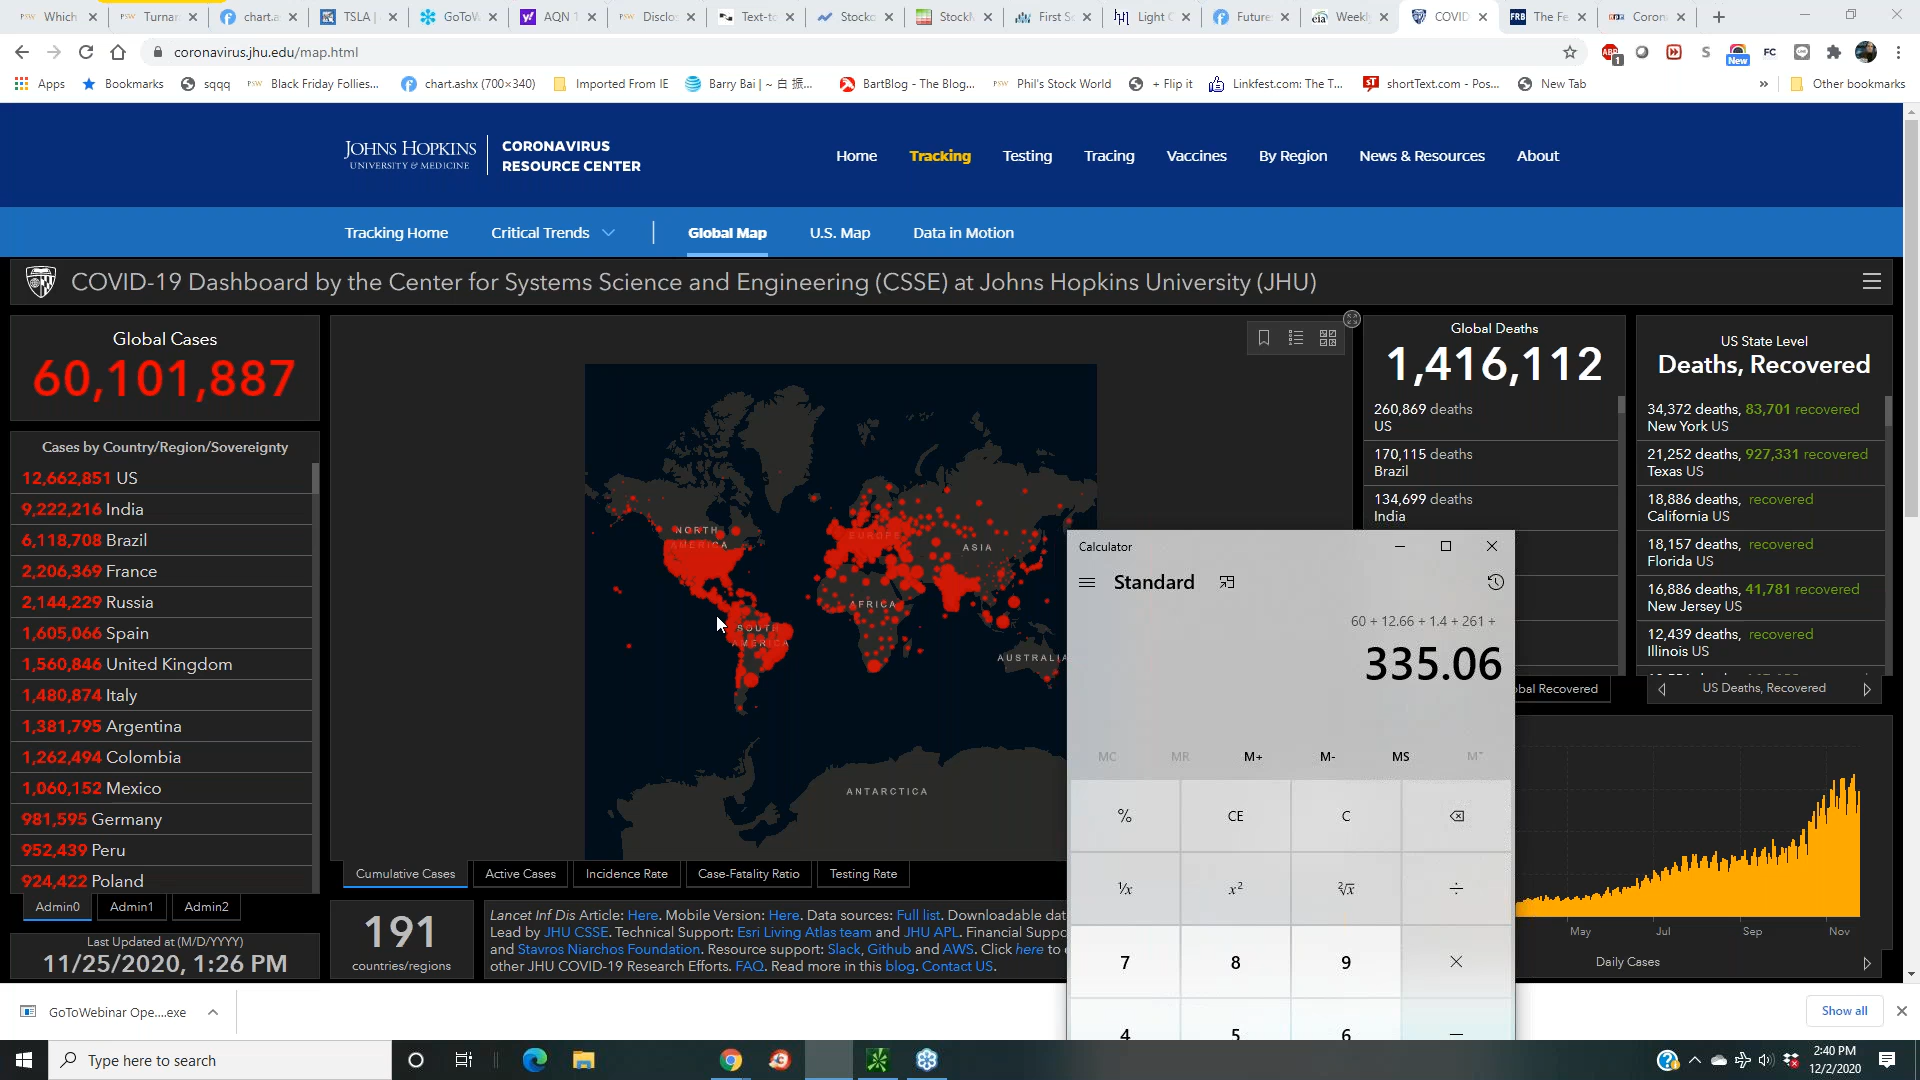 Which
Turnar
chart.a
TSLA |
GoToW
AQN 1
Disclo
Text-to
Stocko
StockM
First So
Light C
Future
Weekl
COVID
The Fe
Coron
coronavirus.jhu.edu/map.html
Apps
Bookmarks
sqqq
Black Friday Follies...
chart.ashx (700×340)
Imported From IE
Barry Bai | ~ 白 振...
BartBlog - The Blog...
Phil's Stock World
+ Flip it
Linkfest.com: The T...
shortText.com - Pos...
New Tab
»
Other bookmarks
JOHNS HOPKINS
UNIVERSITY & MEDICINE
CORONAVIRUS
RESOURCE CENTER
Home
Tracking
Testing
Tracing
Vaccines
By Region
News & Resources
About
Tracking Home
Critical Trends
Global Map
U.S. Map
Data in Motion
COVID-19 Dashboard by the Center for Systems Science and Engineering (CSSE) at Johns Hopkins University (JHU)
Global Cases
60,101,887
Cases by Country/Region/Sovereignty
12,662,851 US
9,222,216 India
6,118,708 Brazil
2,206,369 France
2,144,229 Russia
1,605,066 Spain
1,560,846 United Kingdom
1,480,874 Italy
1,381,795 Argentina
1,262,494 Colombia
1,060,152 Mexico
981,595 Germany
952,439 Peru
924,422 Poland
Admin0
Admin1
Admin2
Last Updated at (M/D/YYYY)
11/25/2020, 1:26 PM
NORTH
AMERICA
EUROPE
ASIA
AFRICA
SOUTH
AMERICA
AUSTRALIA
ANTARCTICA
Cumulative Cases
Active Cases
Incidence Rate
Case-Fatality Ratio
Testing Rate
191
countries/regions
Lancet Inf Dis Article: Here. Mobile Version: Here. Data sources: Full list. Downloadable dat
Lead by JHU CSSE. Technical Support: Esri Living Atlas team and JHU APL. Financial Suppo
and Stavros Niarchos Foundation. Resource support: Slack, Github and AWS. Click here to
other JHU COVID-19 Research Efforts. FAQ. Read more in this blog. Contact US.
Global Deaths
1,416,112
260,869 deaths
US
170,115 deaths
Brazil
134,699 deaths
India
bal Recovered
US State Level
Deaths, Recovered
34,372 deaths, 83,701 recovered
New York US
21,252 deaths, 927,331 recovered
Texas US
18,886 deaths, recovered
California US
18,157 deaths, recovered
Florida US
16,886 deaths, 41,781 recovered
New Jersey US
12,439 deaths, recovered
Illinois US
US Deaths, Recovered
May
Jul
Sep
Nov
Daily Cases
Calculator
Standard
60 + 12.66 + 1.4 + 261 +
335.06
MC
MR
M+
M-
MS
M˅
%
CE
C
¹/x
x²
²√x
÷
7
8
9
×
4
5
6
−
GoToWebinar Ope....exe
Show all
Type here to search
2:40 PM
12/2/2020